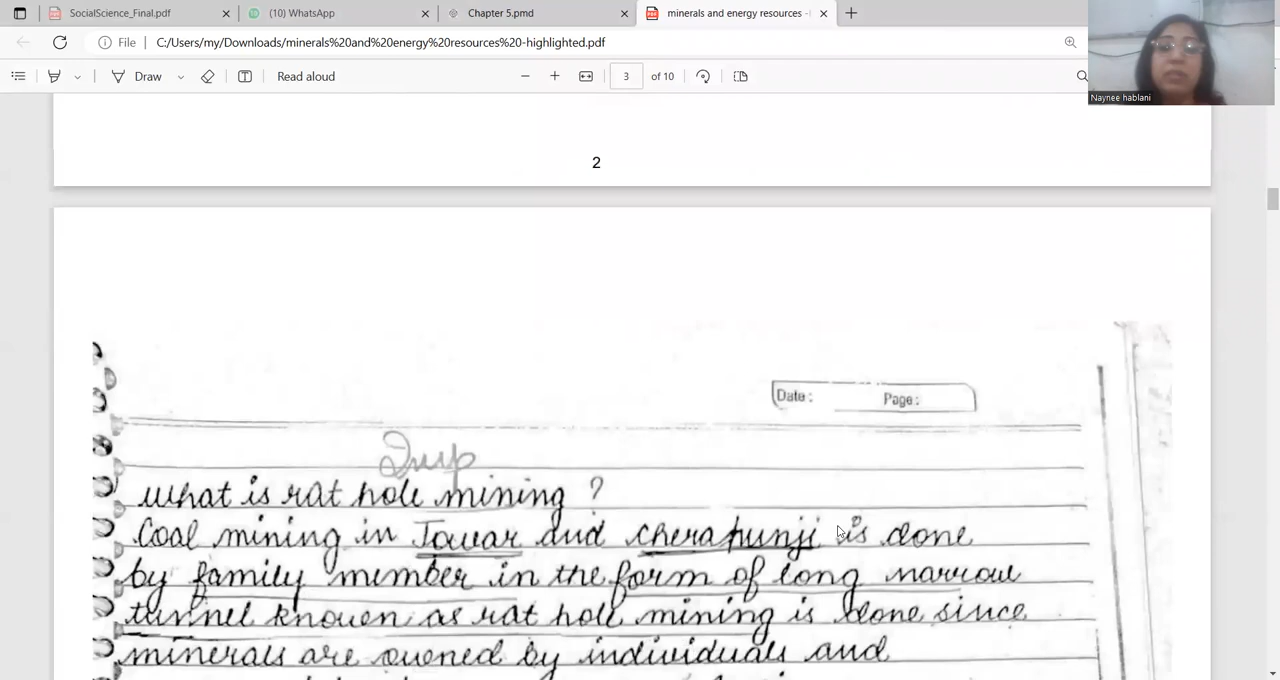 SocialScience_Final.pdf
(10) WhatsApp
Chapter 5.pmd
minerals and energy resources -
File C:/Users/my/Downloads/minerals%20and%20energy%20resources%20-highlighted.pdf
Draw
Read aloud
3 of 10
Naynee hablani
2
Date : Page :
Imp
What is rat hole mining ?
Coal mining in Jowar and Cherapunji is done
by family member in the form of long narrow
tunnel known as rat hole mining is done since
minerals are owned by individuals and